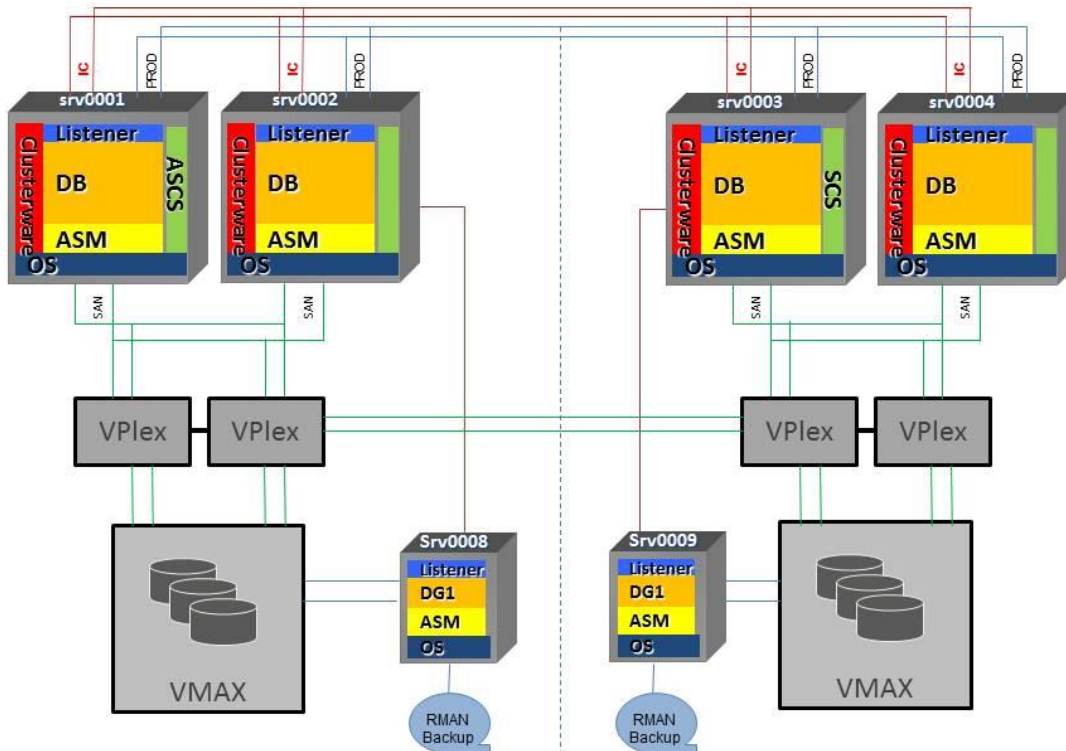 IC
PROD
IC
PROD
IC
PROD
IC
PROD
srv0001
srv0002
srv0003
srv0004
Clusterware
Listener
DB
ASM
ASCS
OS
Clusterware
Listener
DB
ASM
OS
Clusterware
Listener
DB
ASM
SCS
OS
Clusterware
Listener
DB
ASM
OS
SAN
SAN
SAN
SAN
VPlex
VPlex
VPlex
VPlex
Srv0008
Listener
DG1
ASM
OS
Srv0009
Listener
DG1
ASM
OS
VMAX
VMAX
RMAN
Backup
RMAN
Backup